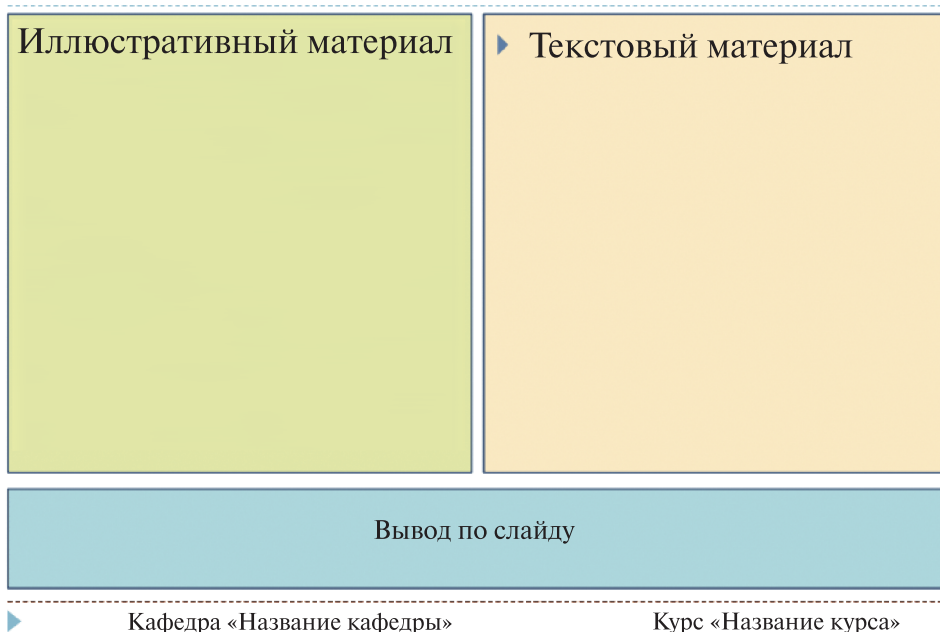 Иллюстративный материал
Текстовый материал
Вывод по слайду
Кафедра «Название кафедры»
Курс «Название курса»